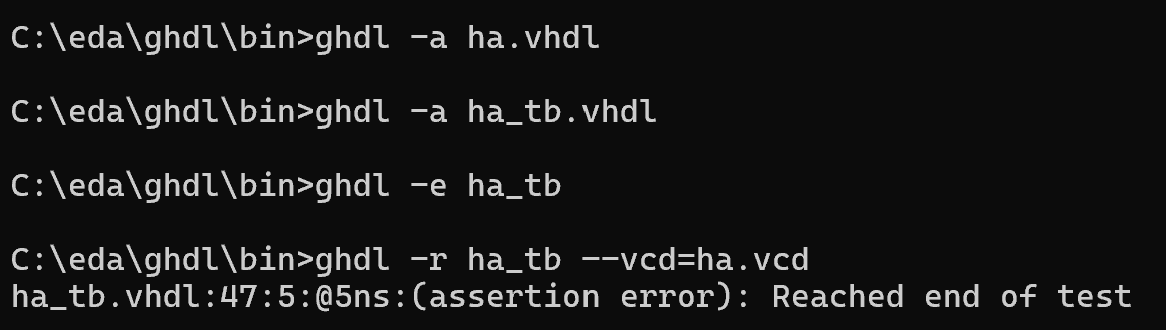 C:\eda\ghdl\bin>ghdl -a ha.vhdl
C:\eda\ghdl\bin>ghdl -a ha_tb.vhdl
C:\eda\ghdl\bin>ghdl -e ha_tb
C:\eda\ghdl\bin>ghdl -r ha_tb --vcd=ha.vcd
ha_tb.vhdl:47:5:@5ns:(assertion error): Reached end of test